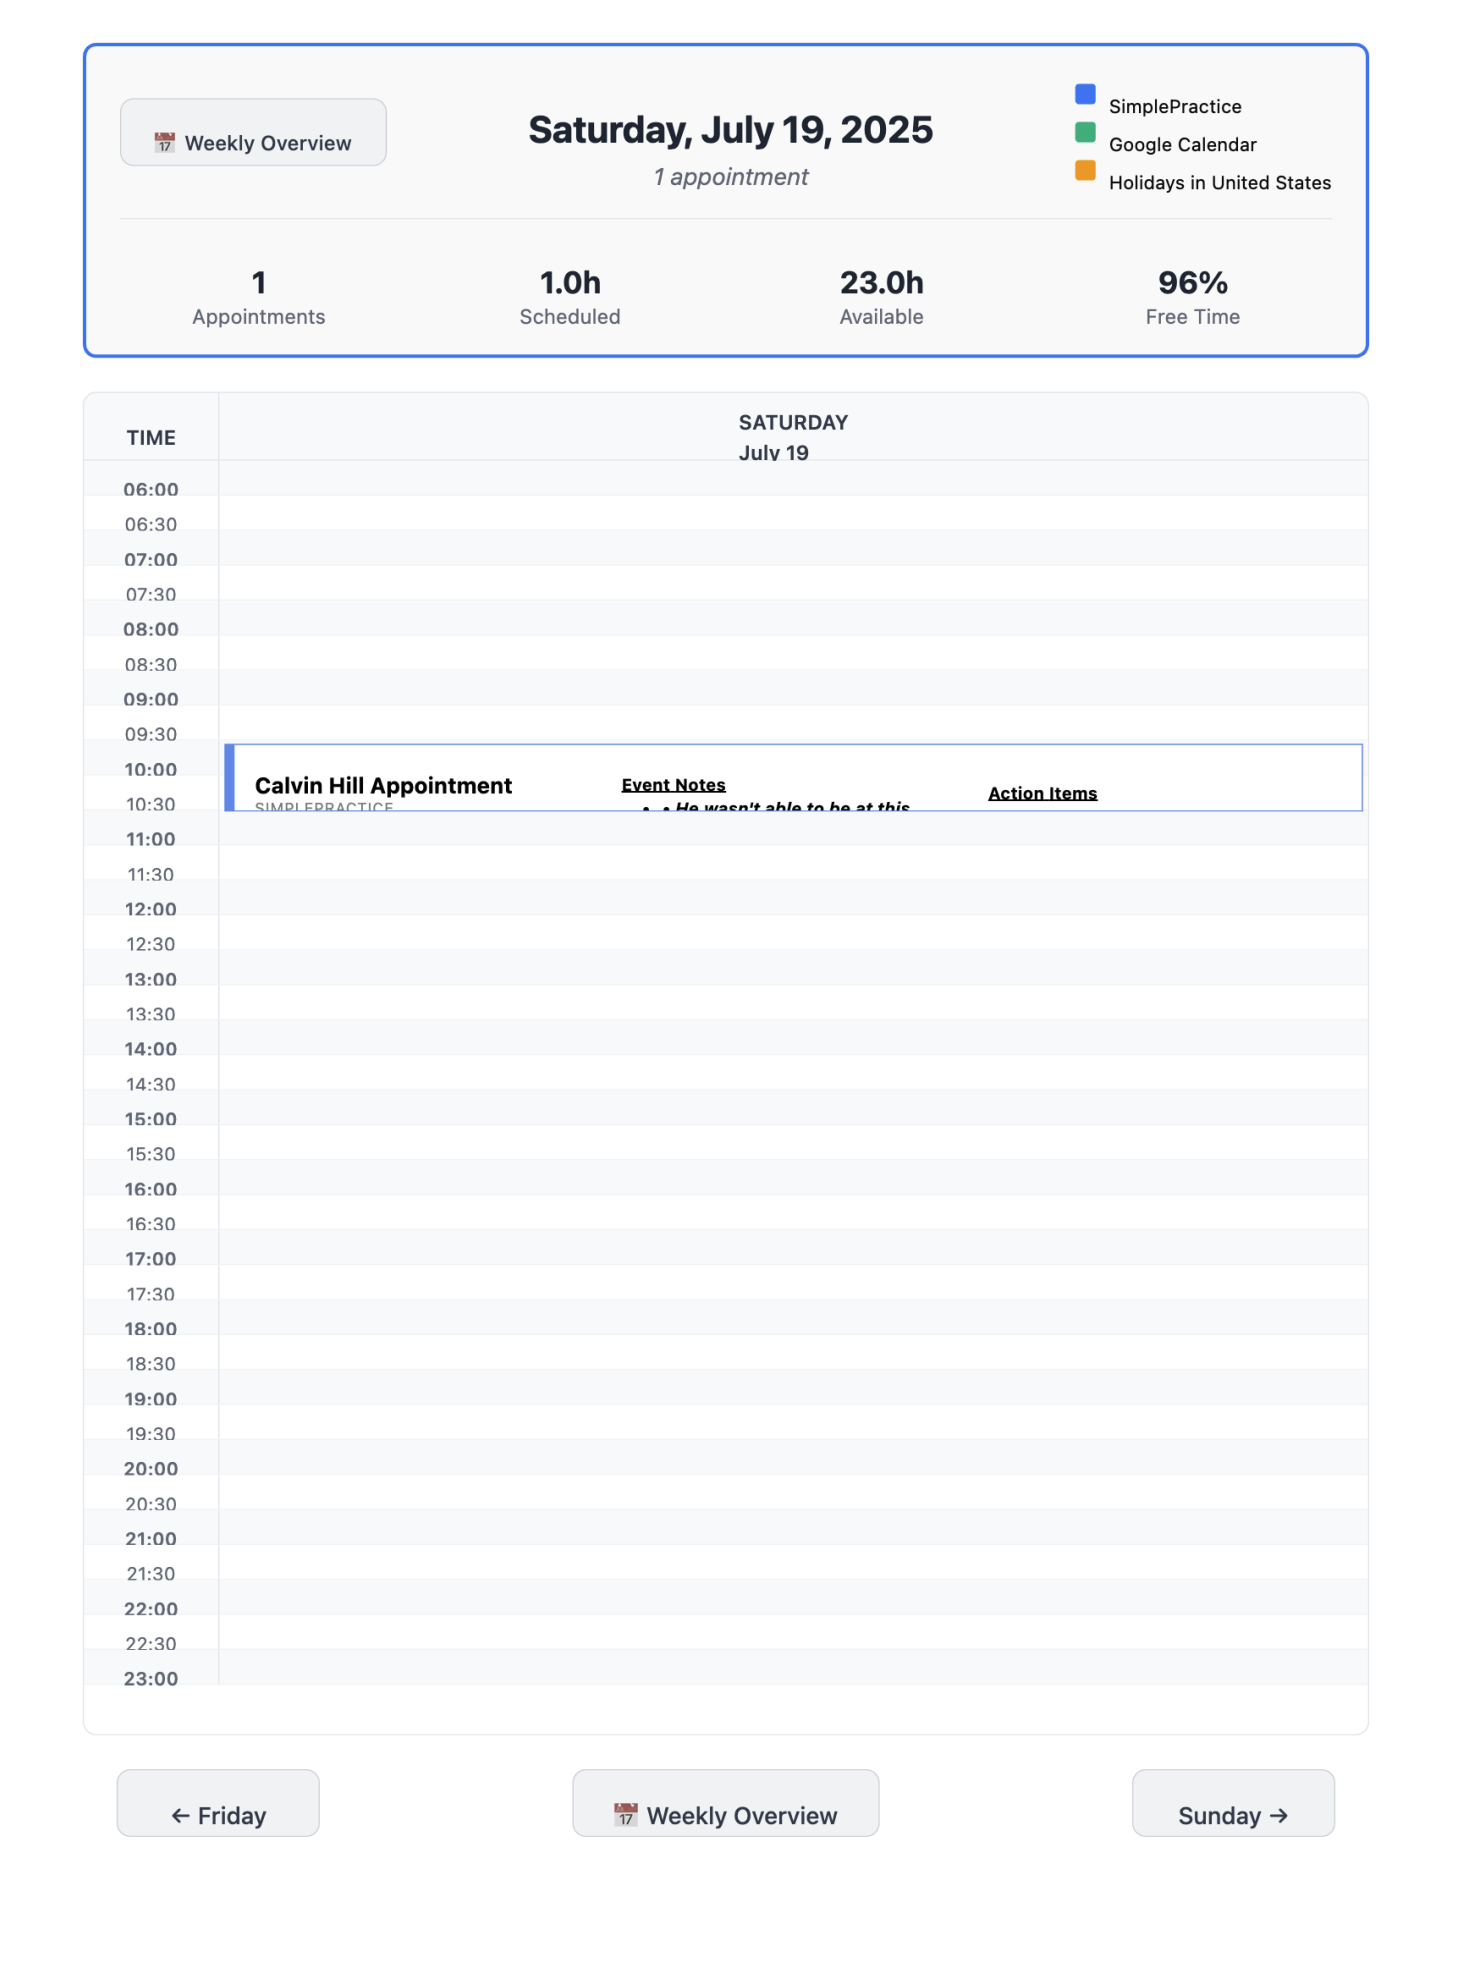 Weekly Overview
Saturday, July 19, 2025
1 appointment
SimplePractice
Google Calendar
Holidays in United States
1
Appointments
1.0h
Scheduled
23.0h
Available
96%
Free Time
TIME
SATURDAY
July 19
06:00
06:30
07:00
07:30
08:00
08:30
09:00
09:30
10:00
10:30
Calvin Hill Appointment
SIMPLEPRACTICE
Event Notes
• • He wasn't able to be at this
Action Items
11:00
11:30
12:00
12:30
13:00
13:30
14:00
14:30
15:00
15:30
16:00
16:30
17:00
17:30
18:00
18:30
19:00
19:30
20:00
20:30
21:00
21:30
22:00
22:30
23:00
← Friday
17 Weekly Overview
Sunday →